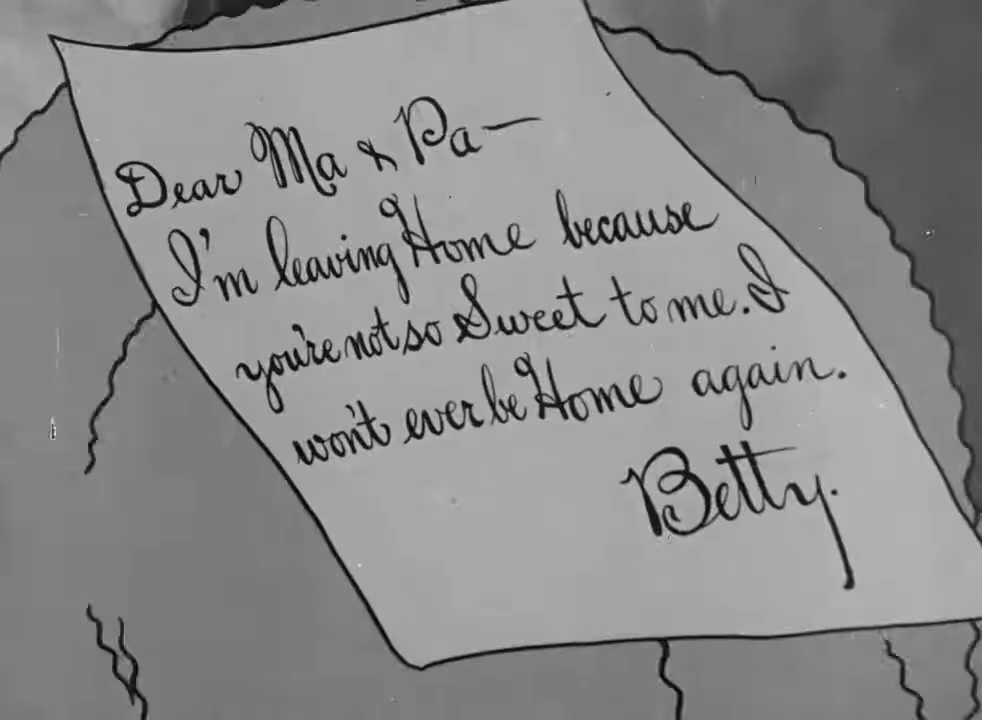 Dear Ma & Pa—
I'm leaving Home because
you're not so Sweet to me. I
won't ever be Home again.
Betty.